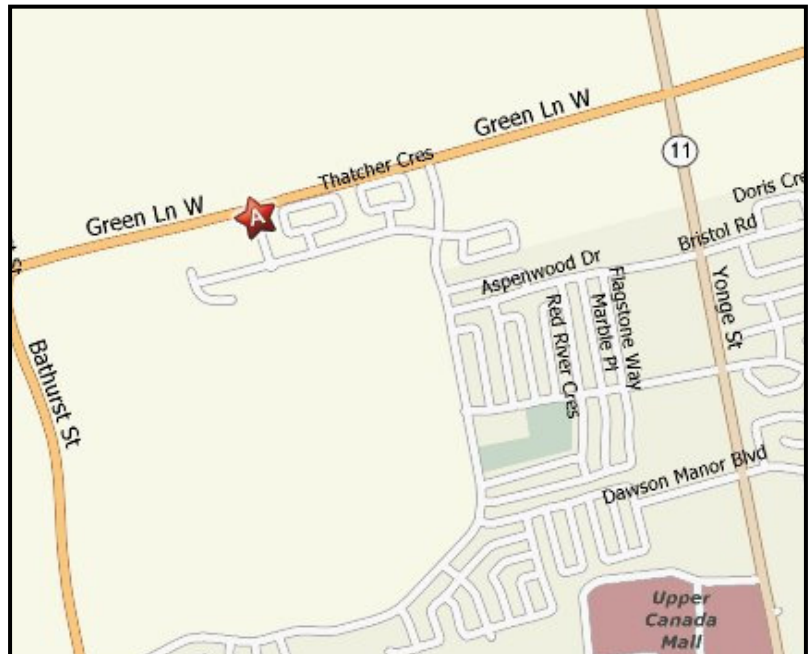 Green Ln W
11
Thatcher Cres
Doris Cre
Green Ln W
A
Bristol Rd
Aspenwood Dr
Flagstone Way
Yonge St
Marble Pl
Red River Cres
Bathurst St
Dawson Manor Blvd
Upper
Canada
Mall